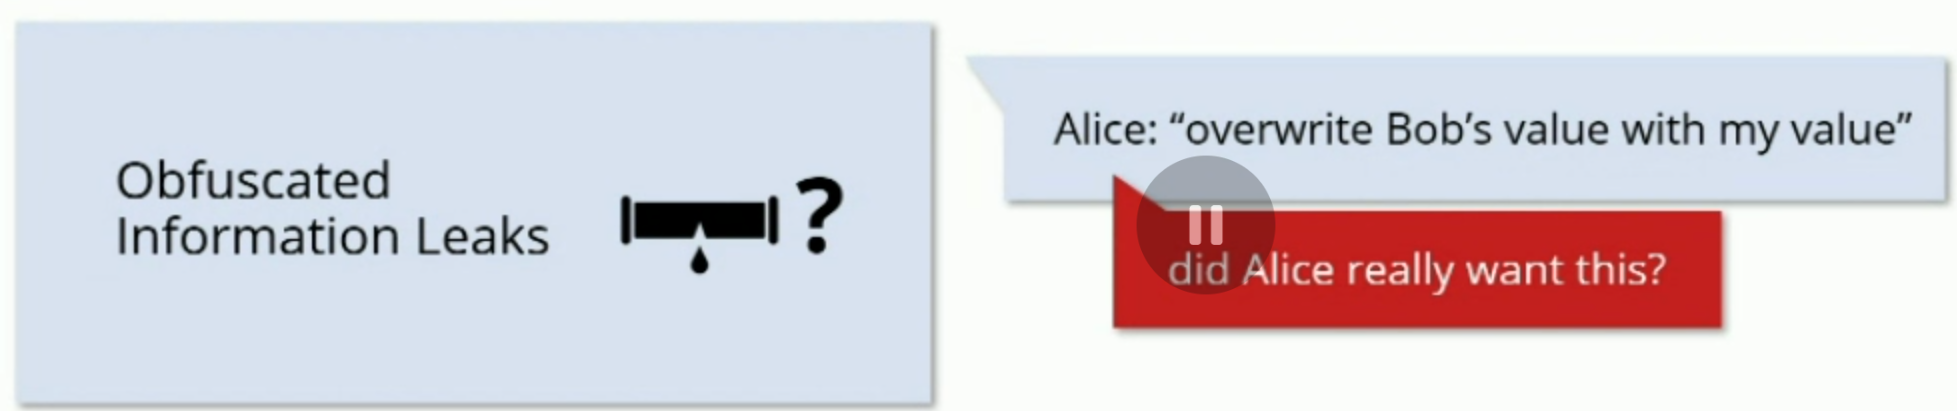 Obfuscated
Information Leaks
?
Alice: “overwrite Bob’s value with my value”
did Alice really want this?